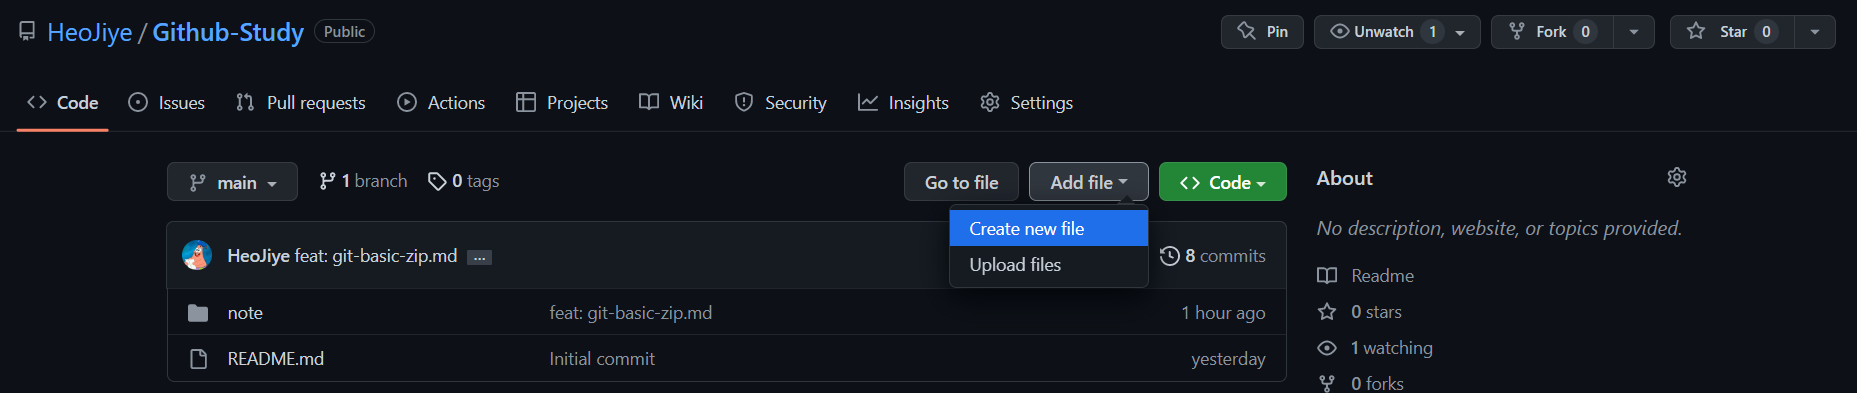 HeoJiye / Github-Study Public Pin Unwatch 1 Fork 0 Star 0
Code Issues Pull requests Actions Projects Wiki Security Insights Settings
main 1 branch 0 tags Go to file Add file Code
Create new file
Upload files
HeoJiye feat: git-basic-zip.md ... 8 commits
note feat: git-basic-zip.md 1 hour ago
README.md Initial commit yesterday
About
No description, website, or topics provided.
Readme
0 stars
1 watching
0 forks